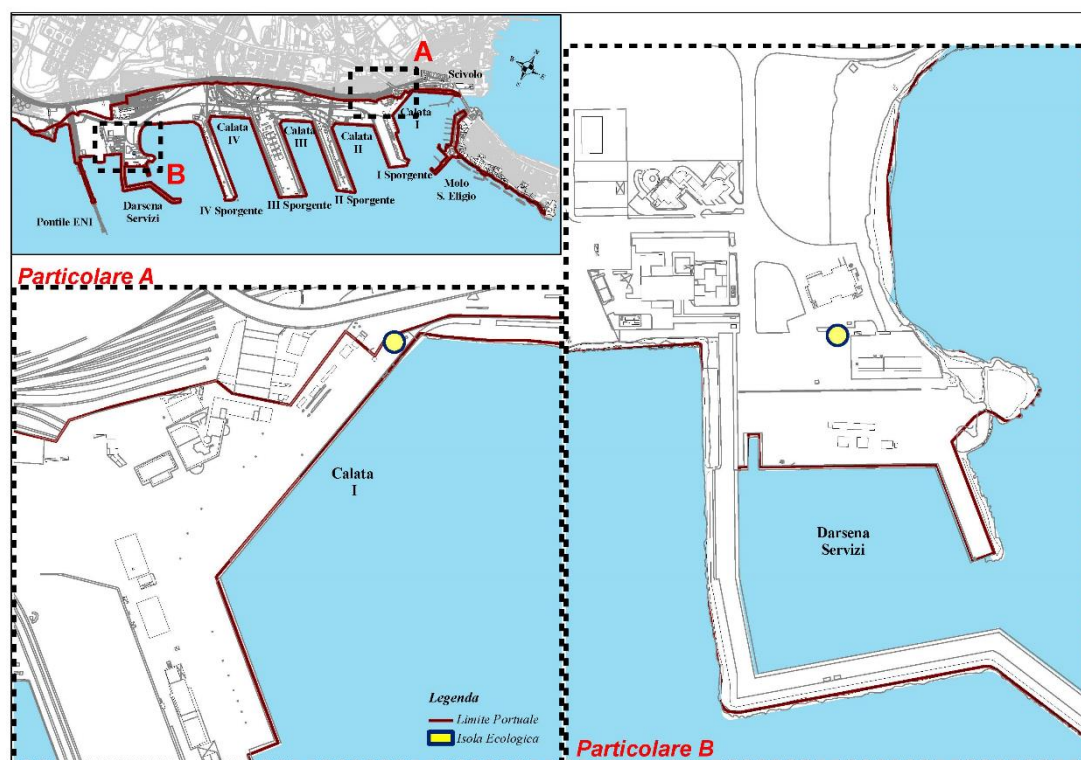 A
Scivolo
Calata
I
Calata
IV
Calata
III
Calata
II
I Sporgente
B
Molo
S. Eligio
Pontile ENI
Darsena
Servizi
IV Sporgente
III Sporgente
II Sporgente
Particolare A
Calata
I
Legenda
Limite Portuale
Isola Ecologica
Darsena
Servizi
Particolare B